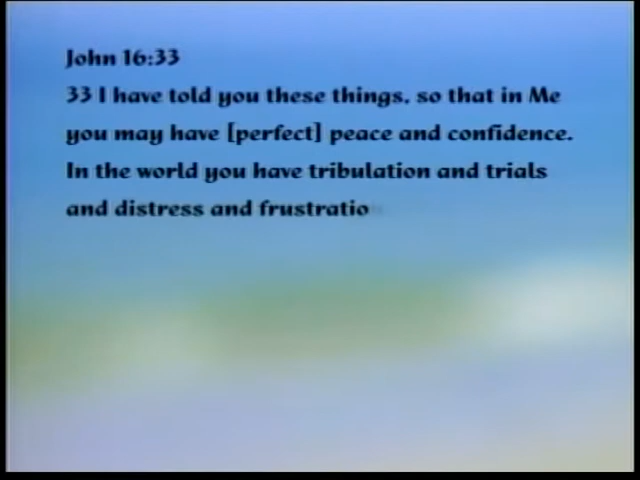 John 16:33
33 I have told you these things, so that in Me
you may have [perfect] peace and confidence.
In the world you have tribulation and trials
and distress and frustratio